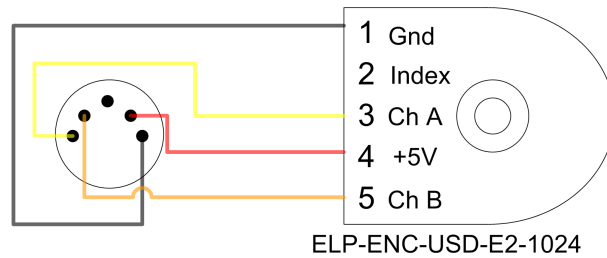 1 Gnd
2 Index
3 Ch A
4 +5V
5 Ch B
ELP-ENC-USD-E2-1024